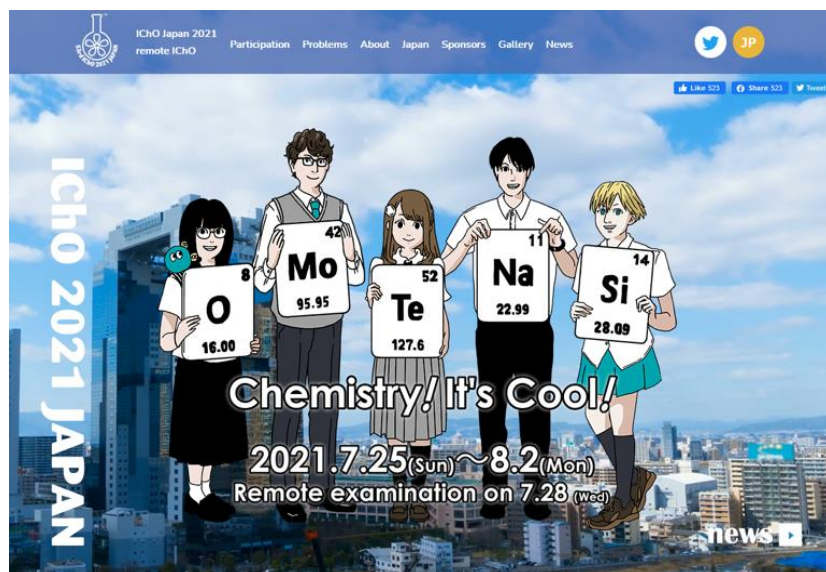 IChO Japan 2021
remote IChO
Participation Problems About Japan Sponsors Gallery News
JP
Like 523 Share 523 Tweet
IChO 2021 JAPAN
8
O
16.00
42
Mo
95.95
52
Te
127.6
11
Na
22.99
14
Si
28.09
Chemistry! It's Cool!
2021.7.25(Sun)~8.2(Mon)
Remote examination on 7.28 (Wed)
news